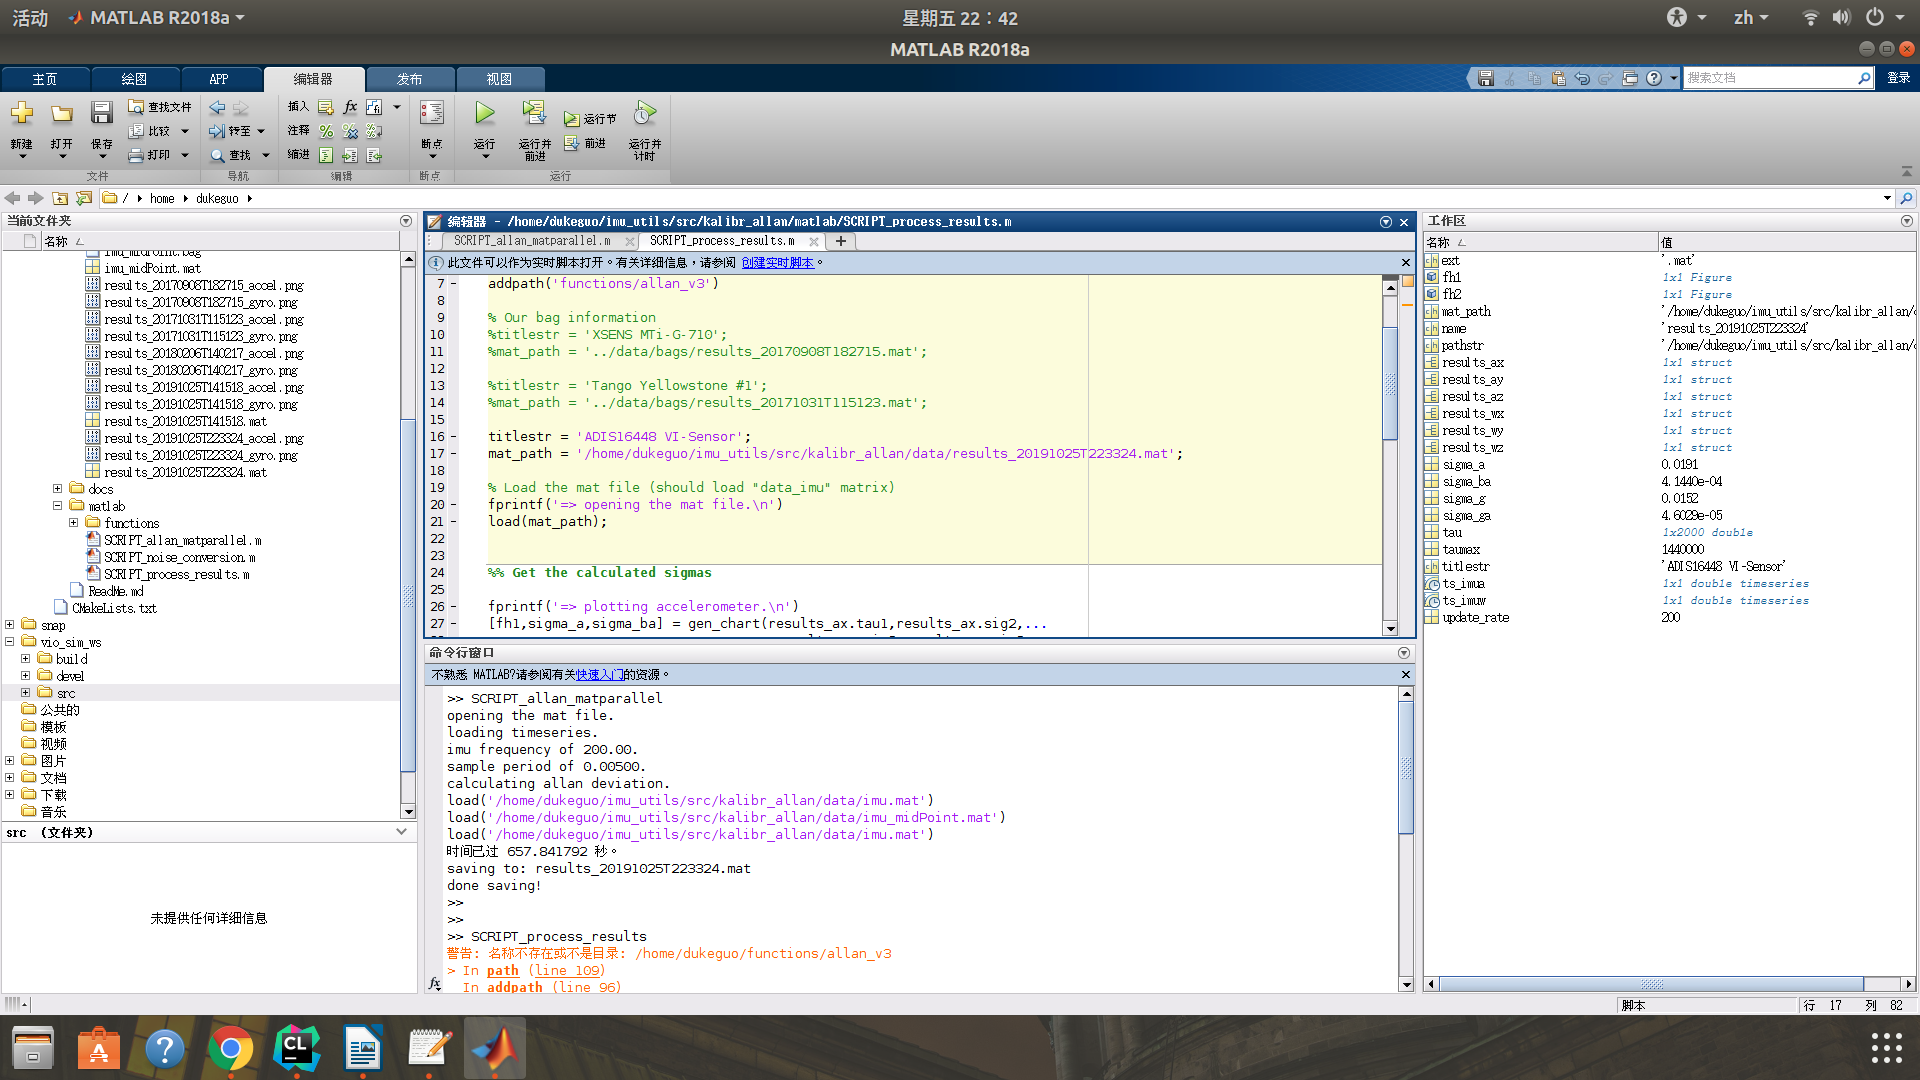 活动 MATLAB R2018a 星期五 22：42 zh
MATLAB R2018a
主页 绘图 APP 编辑器 发布 视图 搜索文档 登录
新建 打开 保存 查找文件 比较 打印 转至 查找 插入 注释 缩进 断点 运行 运行并前进 运行节 前进 运行并计时
文件 导航 编辑 断点 运行
/ home dukeguo
当前文件夹
名称
imu_midPoint.bag
imu_midPoint.mat
results_20170908T182715_accel.png
results_20170908T182715_gyro.png
results_20171031T115123_accel.png
results_20171031T115123_gyro.png
results_20180206T140217_accel.png
results_20180206T140217_gyro.png
results_20191025T141518_accel.png
results_20191025T141518_gyro.png
results_20191025T141518.mat
results_20191025T223324_accel.png
results_20191025T223324_gyro.png
results_20191025T223324.mat
docs
matlab
functions
SCRIPT_allan_matparallel.m
SCRIPT_noise_conversion.m
SCRIPT_process_results.m
ReadMe.md
CMakeLists.txt
snap
vio_sim_ws
build
devel
src
公共的
模板
视频
图片
文档
下载
音乐
src (文件夹)
未提供任何详细信息
编辑器 - /home/dukeguo/imu_utils/src/kalibr_allan/matlab/SCRIPT_process_results.m
SCRIPT_allan_matparallel.m SCRIPT_process_results.m
此文件可以作为实时脚本打开。有关详细信息，请参阅 创建实时脚本。
7 - addpath('functions/allan_v3')
8
9 % Our bag information
10 %titlestr = 'XSENS MTi-G-710';
11 %mat_path = '../data/bags/results_20170908T182715.mat';
12
13 %titlestr = 'Tango Yellowstone #1';
14 %mat_path = '../data/bags/results_20171031T115123.mat';
15
16 - titlestr = 'ADIS16448 VI-Sensor';
17 - mat_path = '/home/dukeguo/imu_utils/src/kalibr_allan/data/results_20191025T223324.mat';
18
19 % Load the mat file (should load "data_imu" matrix)
20 - fprintf('=> opening the mat file.\n')
21 - load(mat_path);
22
23
24 %% Get the calculated sigmas
25
26 - fprintf('=> plotting accelerometer.\n')
27 - [fh1,sigma_a,sigma_ba] = gen_chart(results_ax.tau1,results_ax.sig2,...
命令行窗口
不熟悉 MATLAB?请参阅有关快速入门的资源。
>> SCRIPT_allan_matparallel
opening the mat file.
loading timeseries.
imu frequency of 200.00.
sample period of 0.00500.
calculating allan deviation.
load('/home/dukeguo/imu_utils/src/kalibr_allan/data/imu.mat')
load('/home/dukeguo/imu_utils/src/kalibr_allan/data/imu_midPoint.mat')
load('/home/dukeguo/imu_utils/src/kalibr_allan/data/imu.mat')
时间已过 657.841792 秒。
saving to: results_20191025T223324.mat
done saving!
>>
>>
>> SCRIPT_process_results
警告: 名称不存在或不是目录: /home/dukeguo/functions/allan_v3
> In path (line 109)
In addpath (line 96)
fx
工作区
名称 值
ext '.mat'
fh1 1x1 Figure
fh2 1x1 Figure
mat_path '/home/dukeguo/imu_utils/src/kalibr_allan/
name 'results_20191025T223324'
pathstr '/home/dukeguo/imu_utils/src/kalibr_allan/
results_ax 1x1 struct
results_ay 1x1 struct
results_az 1x1 struct
results_wx 1x1 struct
results_wy 1x1 struct
results_wz 1x1 struct
sigma_a 0.0191
sigma_ba 4.1440e-04
sigma_g 0.0152
sigma_ga 4.6029e-05
tau 1x2000 double
taumax 1440000
titlestr 'ADIS16448 VI-Sensor'
ts_imua 1x1 double timeseries
ts_imuw 1x1 double timeseries
update_rate 200
脚本 行 17 列 82
CL